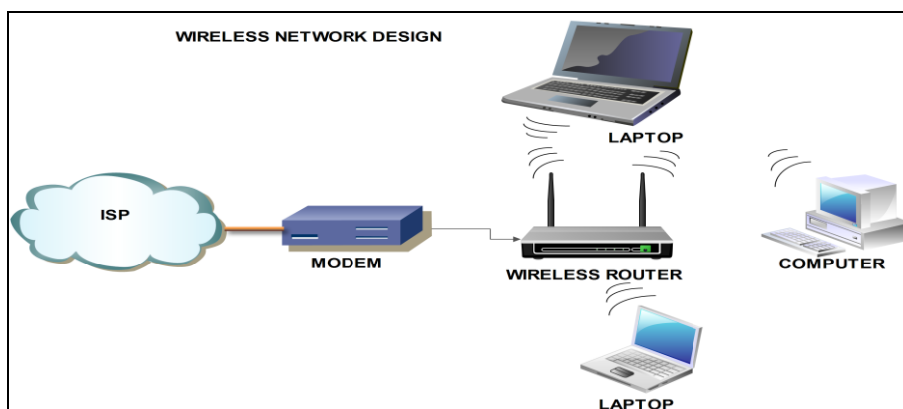 WIRELESS NETWORK DESIGN
LAPTOP
ISP
MODEM
WIRELESS ROUTER
COMPUTER
LAPTOP